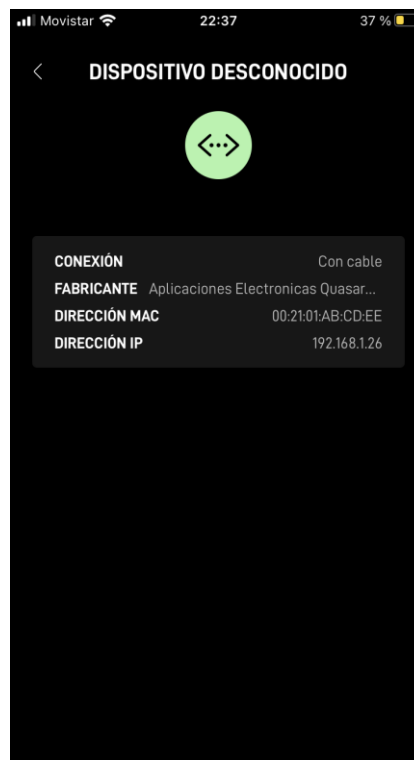 Movistar 22:37 37 %
DISPOSITIVO DESCONOCIDO
CONEXIÓN Con cable
FABRICANTE Aplicaciones Electronicas Quasar...
DIRECCIÓN MAC 00:21:01:AB:CD:EE
DIRECCIÓN IP 192.168.1.26